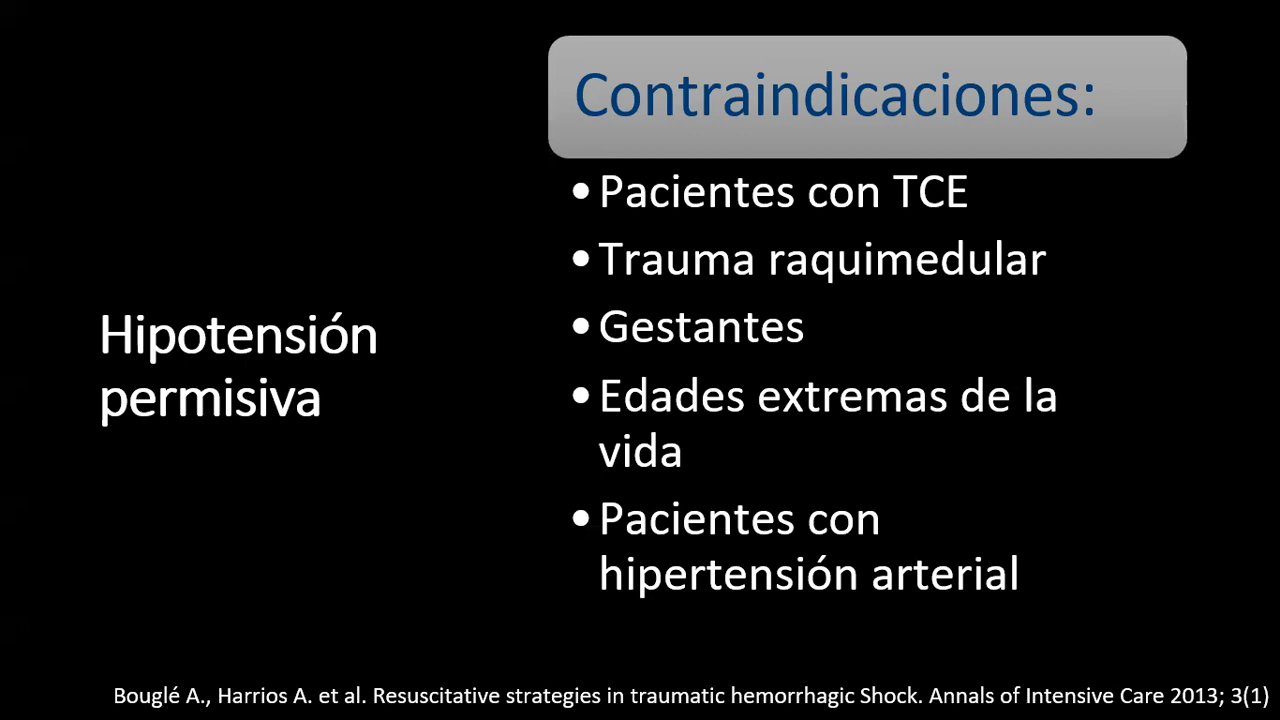 Contraindicaciones:
•Pacientes con TCE
•Trauma raquimedular
•Gestantes
•Edades extremas de la
vida
•Pacientes con
hipertensión arterial
Hipotensión
permisiva
Bouglé A., Harrios A. et al. Resuscitative strategies in traumatic hemorrhagic Shock. Annals of Intensive Care 2013; 3(1)